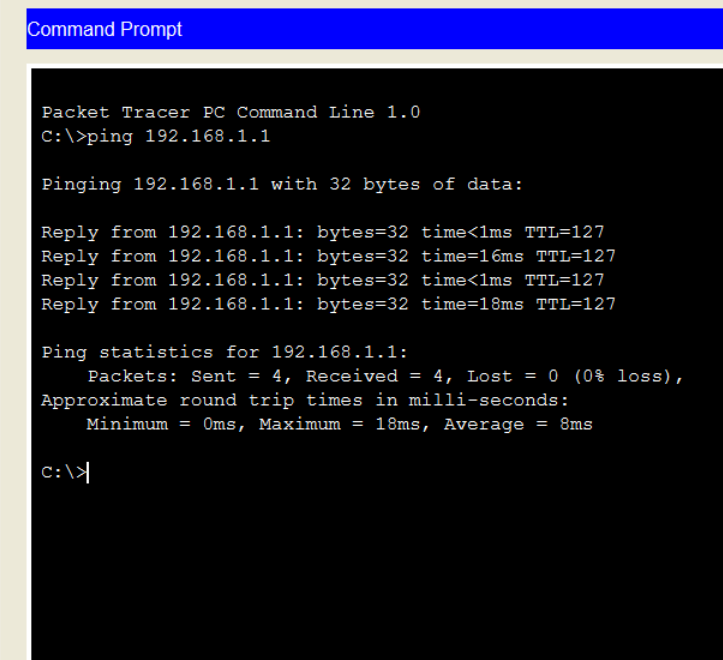 Command Prompt
Packet Tracer PC Command Line 1.0
C:\>ping 192.168.1.1
Pinging 192.168.1.1 with 32 bytes of data:
Reply from 192.168.1.1: bytes=32 time<1ms TTL=127
Reply from 192.168.1.1: bytes=32 time=16ms TTL=127
Reply from 192.168.1.1: bytes=32 time<1ms TTL=127
Reply from 192.168.1.1: bytes=32 time=18ms TTL=127
Ping statistics for 192.168.1.1:
    Packets: Sent = 4, Received = 4, Lost = 0 (0% loss),
Approximate round trip times in milli-seconds:
    Minimum = 0ms, Maximum = 18ms, Average = 8ms
C:\>